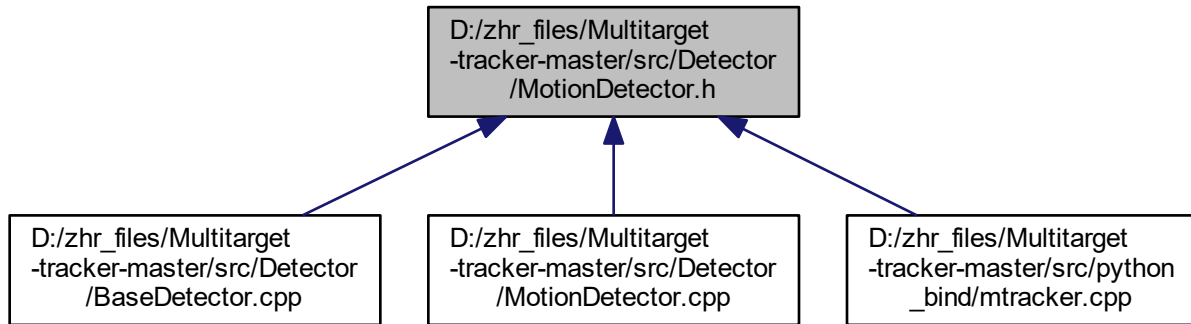 D:/zhr_files/Multitarget
-tracker-master/src/Detector
/MotionDetector.h
D:/zhr_files/Multitarget
-tracker-master/src/Detector
/BaseDetector.cpp
D:/zhr_files/Multitarget
-tracker-master/src/Detector
/MotionDetector.cpp
D:/zhr_files/Multitarget
-tracker-master/src/python
_bind/mtracker.cpp